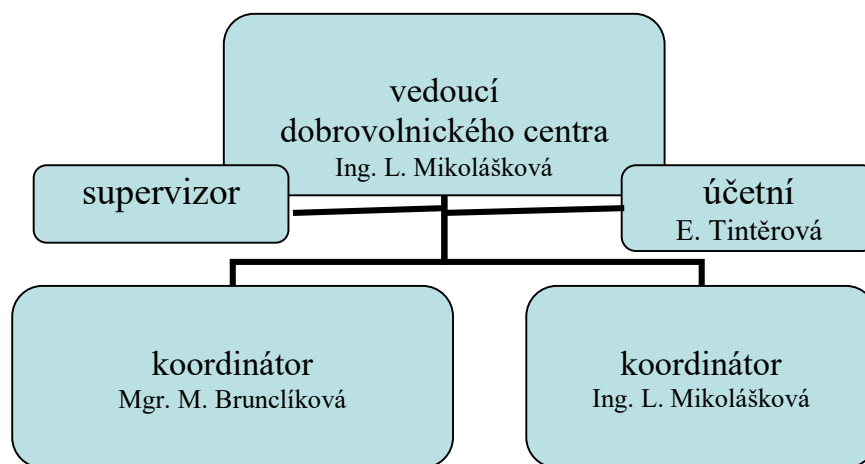 vedoucí
dobrovolnického centra
Ing. L. Mikolášková
supervizor
účetní
E. Tintěrová
koordinátor
Mgr. M. Brunclíková
koordinátor
Ing. L. Mikolášková